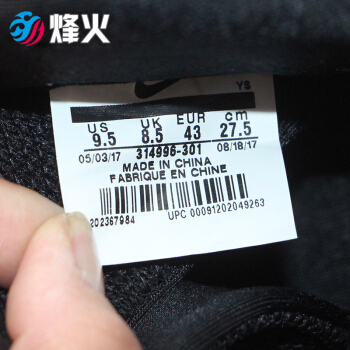 烽火
YS
US UK EUR cm
9.5 8.5 43 27.5
05/03/17 314996-301 08/18/17
MADE IN CHINA
FABRIQUE EN CHINE
202367984
UPC 00091202049263